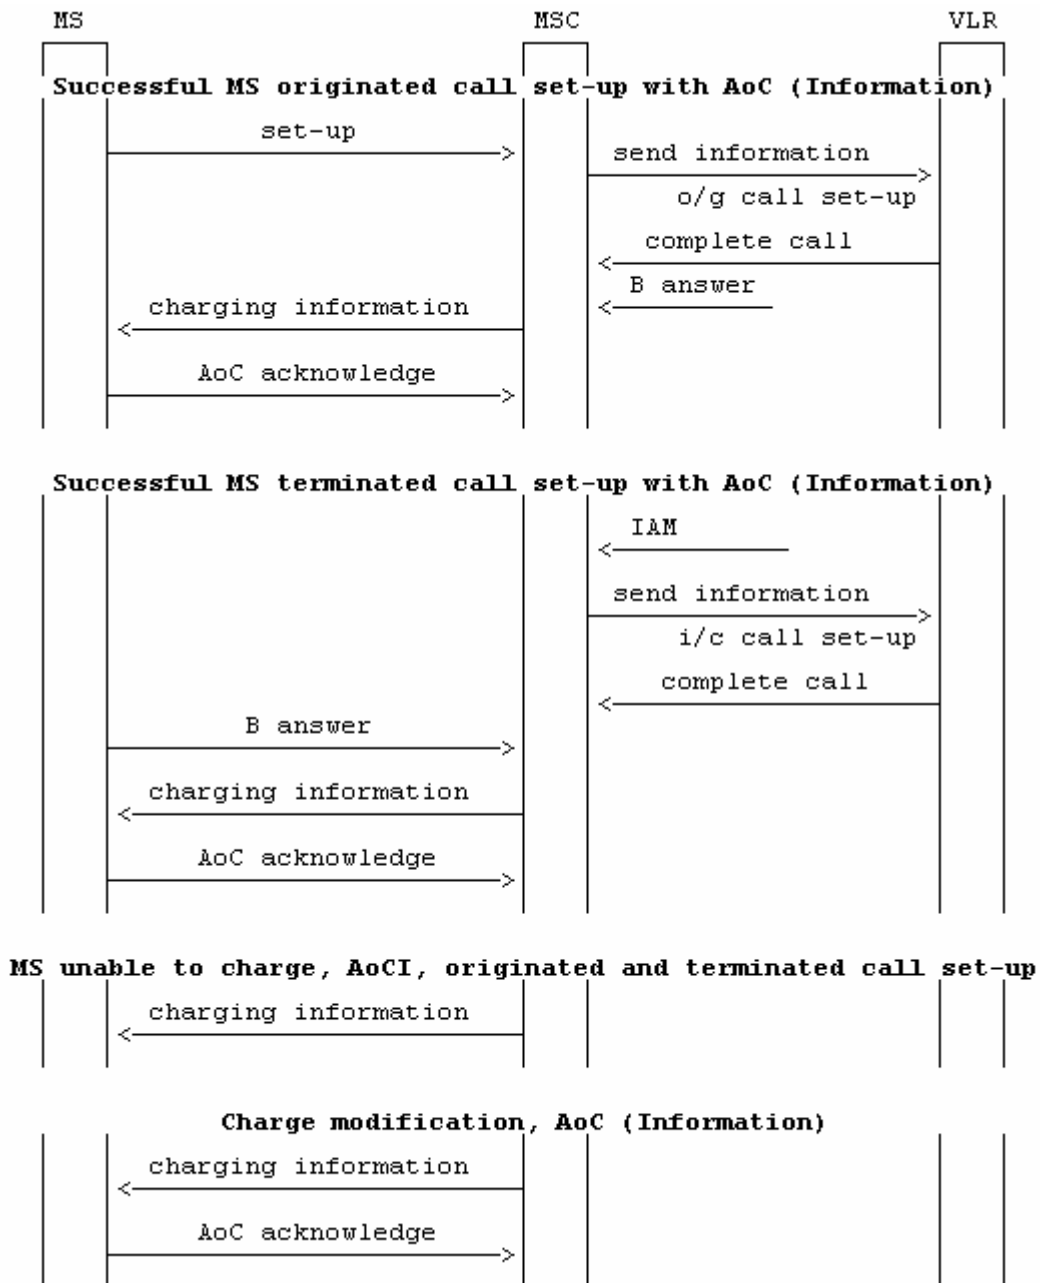 MS MSC VLR
Successful MS originated call set-up with AoC (Information)
set-up
send information
o/g call set-up
complete call
B answer
charging information
AoC acknowledge
Successful MS terminated call set-up with AoC (Information)
IAM
send information
i/c call set-up
complete call
B answer
charging information
AoC acknowledge
MS unable to charge, AoCI, originated and terminated call set-up
charging information
Charge modification, AoC (Information)
charging information
AoC acknowledge